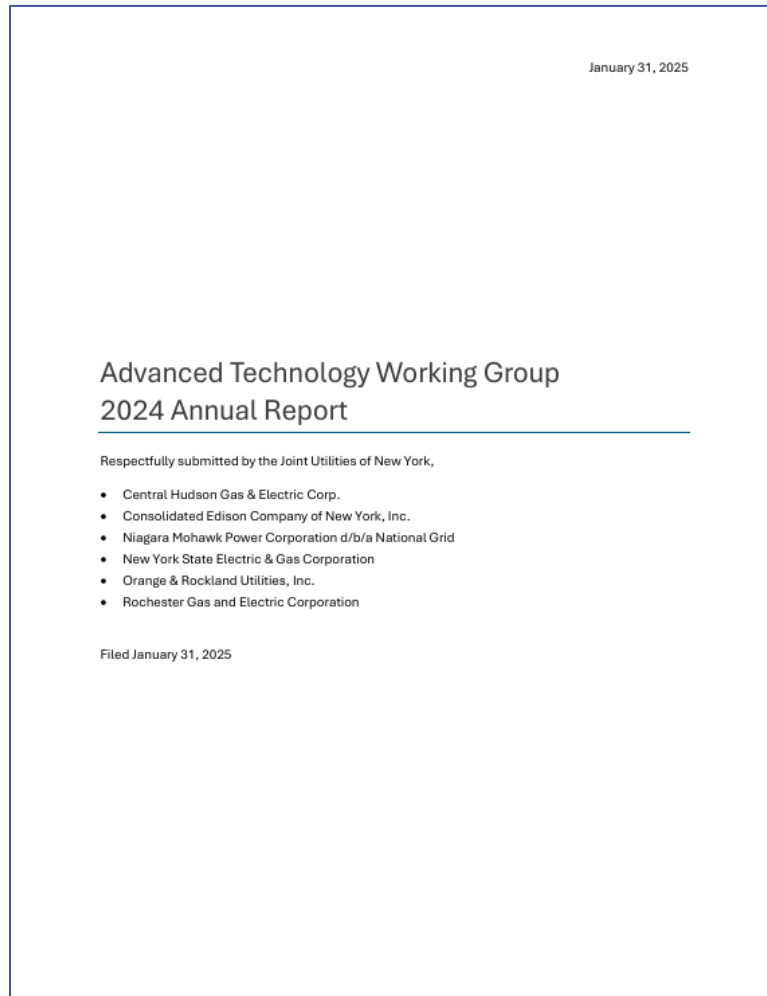 January 31, 2025
Advanced Technology Working Group
2024 Annual Report
Respectfully submitted by the Joint Utilities of New York,
• Central Hudson Gas & Electric Corp.
• Consolidated Edison Company of New York, Inc.
• Niagara Mohawk Power Corporation d/b/a National Grid
• New York State Electric & Gas Corporation
• Orange & Rockland Utilities, Inc.
• Rochester Gas and Electric Corporation
Filed January 31, 2025